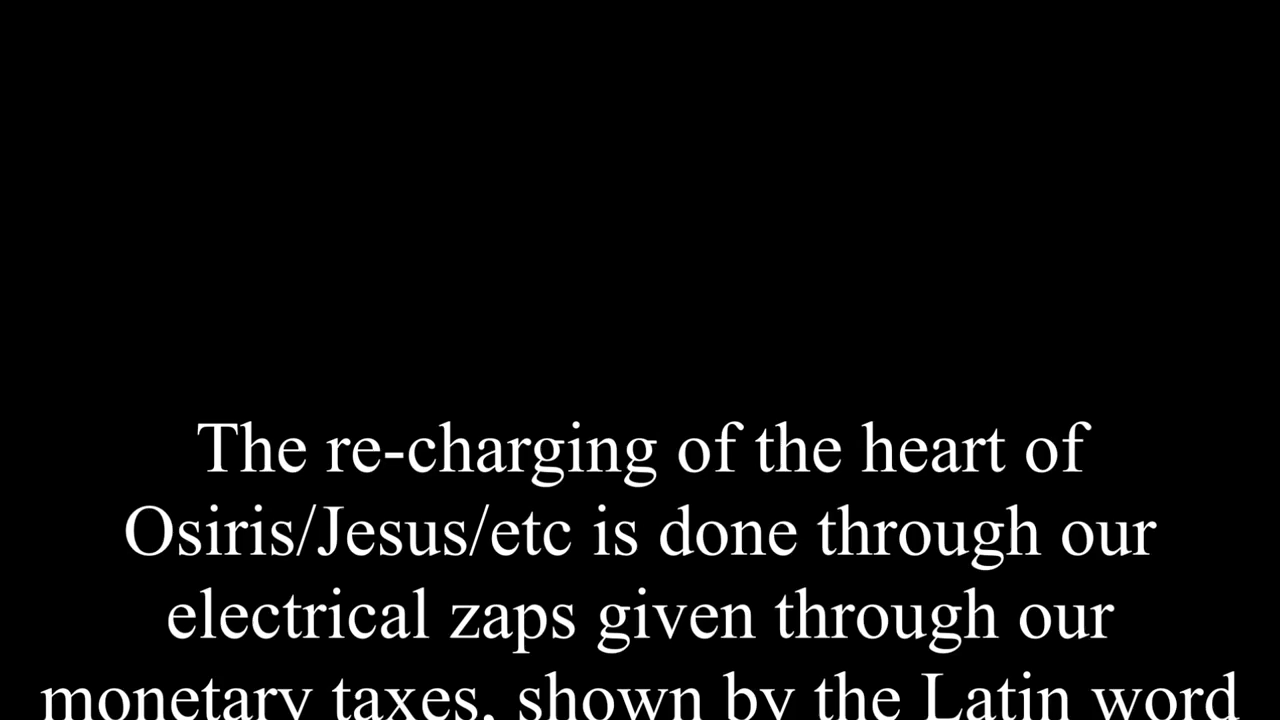 The re-charging of the heart of
Osiris/Jesus/etc is done through our
electrical zaps given through our
monetary taxes, shown by the Latin word